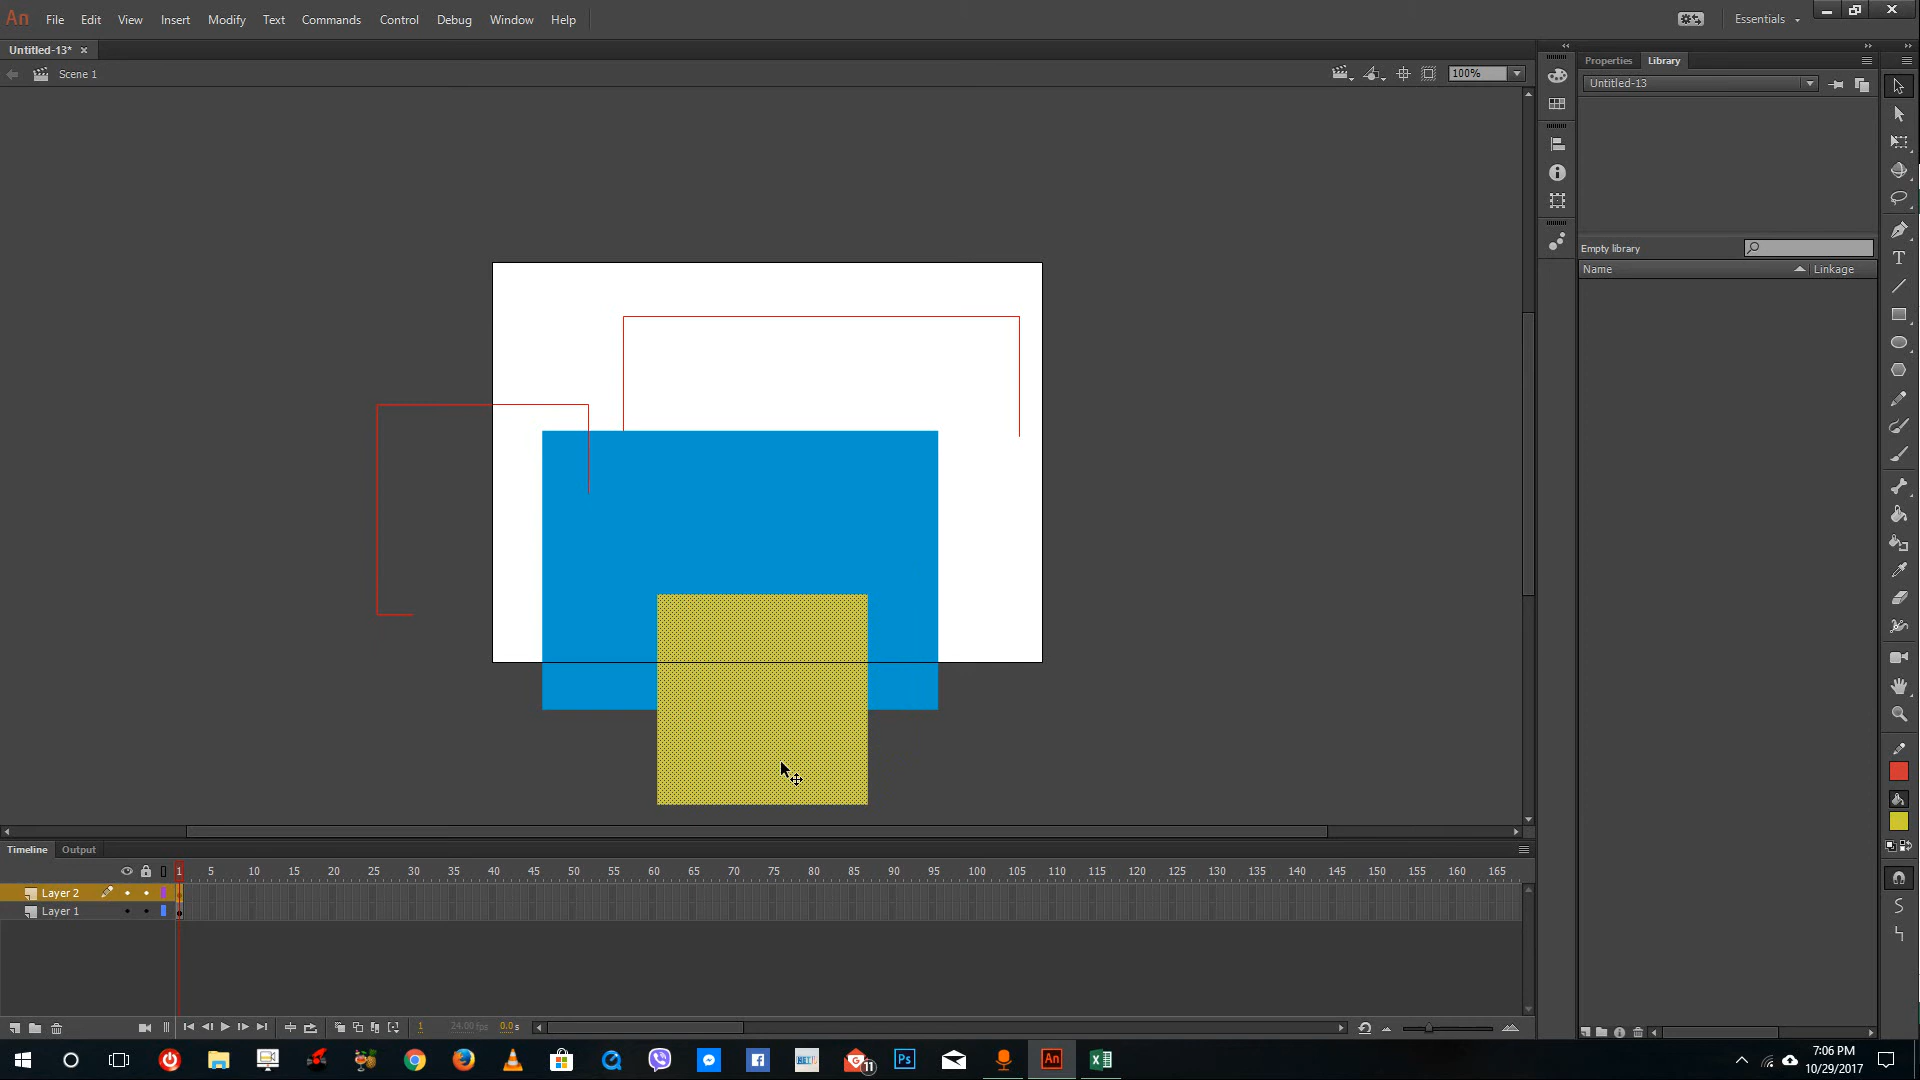 An File Edit View Insert Modify Text Commands Control Debug Window Help Essentials
Untitled-13*
Scene 1 100%
Properties Library
Untitled-13
Empty library
Name Linkage
Timeline Output
1 5 10 15 20 25 30 35 40 45 50 55 60 65 70 75 80 85 90 95 100 105 110 115 120 125 130 135 140 145 150 155 160 165
Layer 2
Layer 1
1 24.00 fps 0.0 s
11 Ps An
7:06 PM
10/29/2017